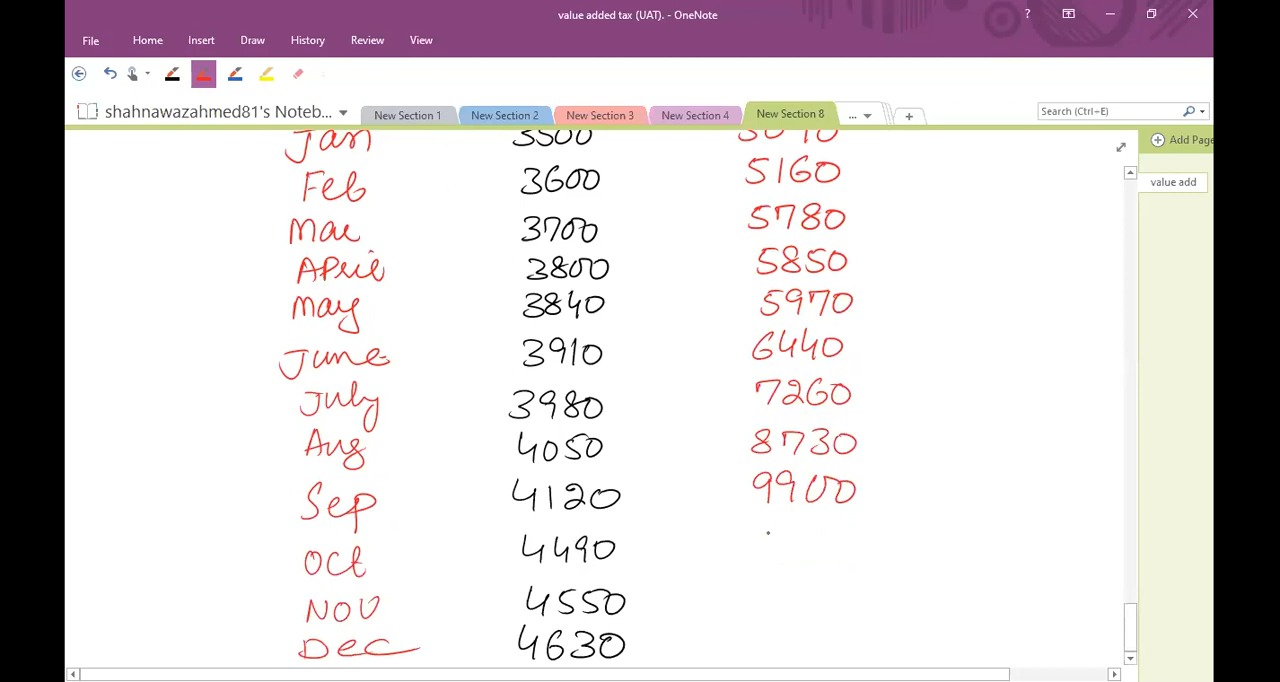 value added tax (UAT). - OneNote
?
File Home Insert Draw History Review View
shahnawazahmed81's Noteb... New Section 1 New Section 2 New Section 3 New Section 4 New Section 8 ... + Search (Ctrl+E)
Add Page
value add
Jan 3500 5040
Feb 3600 5160
Mar 3700 5780
April 3800 5850
May 3840 5970
June 3910 6440
July 3980 7260
Aug 4050 8730
Sep 4120 9900
Oct 4490
NOV 4550
DEC 4630